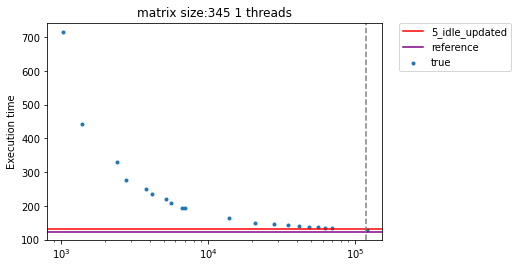 matrix size:345 1 threads
5_idle_updated
reference
true
Execution time
700
600
500
400
300
200
100
10³
10⁴
10⁵